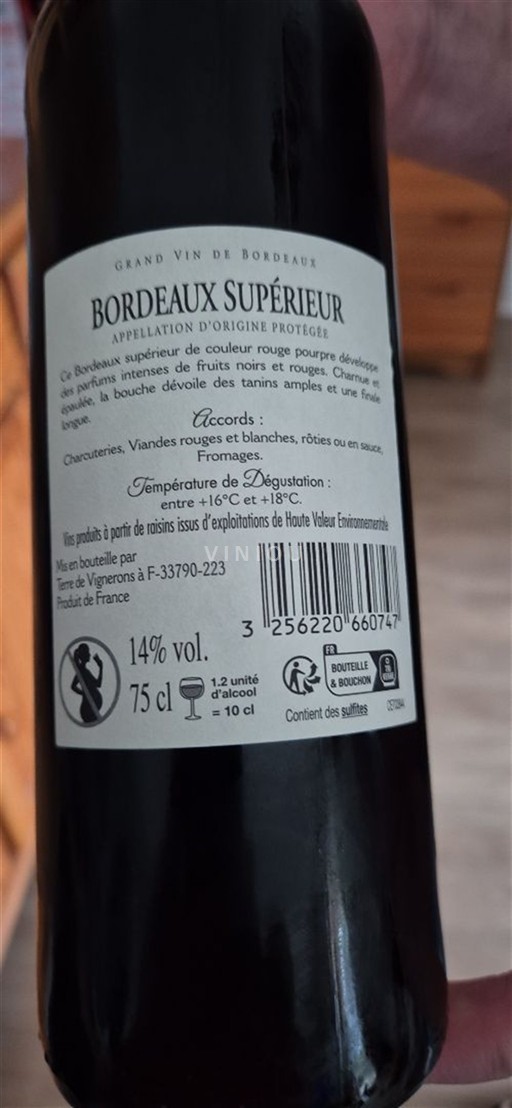 GRAND VIN DE BORDEAUX
BORDEAUX SUPÉRIEUR
APPELLATION D'ORIGINE PROTÉGÉE
Ce Bordeaux supérieur de couleur rouge pourpre développe
des parfums intenses de fruits noirs et rouges. Charnue et
épaulée, la bouche dévoile des tanins amples et une finale
longue.
Accords :
Charcuteries, Viandes rouges et blanches, rôties ou en sauce,
Fromages.
Température de Dégustation :
entre +16°C et +18°C.
Vins produits à partir de raisins issus d'exploitations de Haute Valeur Environnementale
VINIOU
Mis en bouteille par
Terre de Vignerons à F-33790-223
Produit de France
3 256220 660747
14% vol.
75 cl
1.2 unité
d'alcool
= 10 cl
FR
BOUTEILLE
& BOUCHON
Contient des sulfites